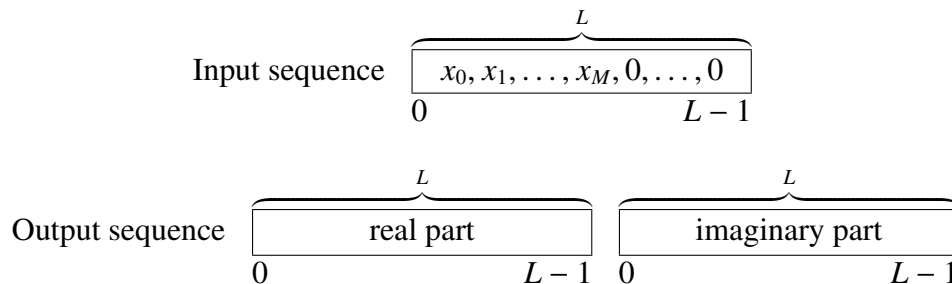 L
Input sequence x₀, x₁, . . . , x_M, 0, . . . , 0
0 L − 1
L L
Output sequence real part imaginary part
0 L − 1 0 L − 1